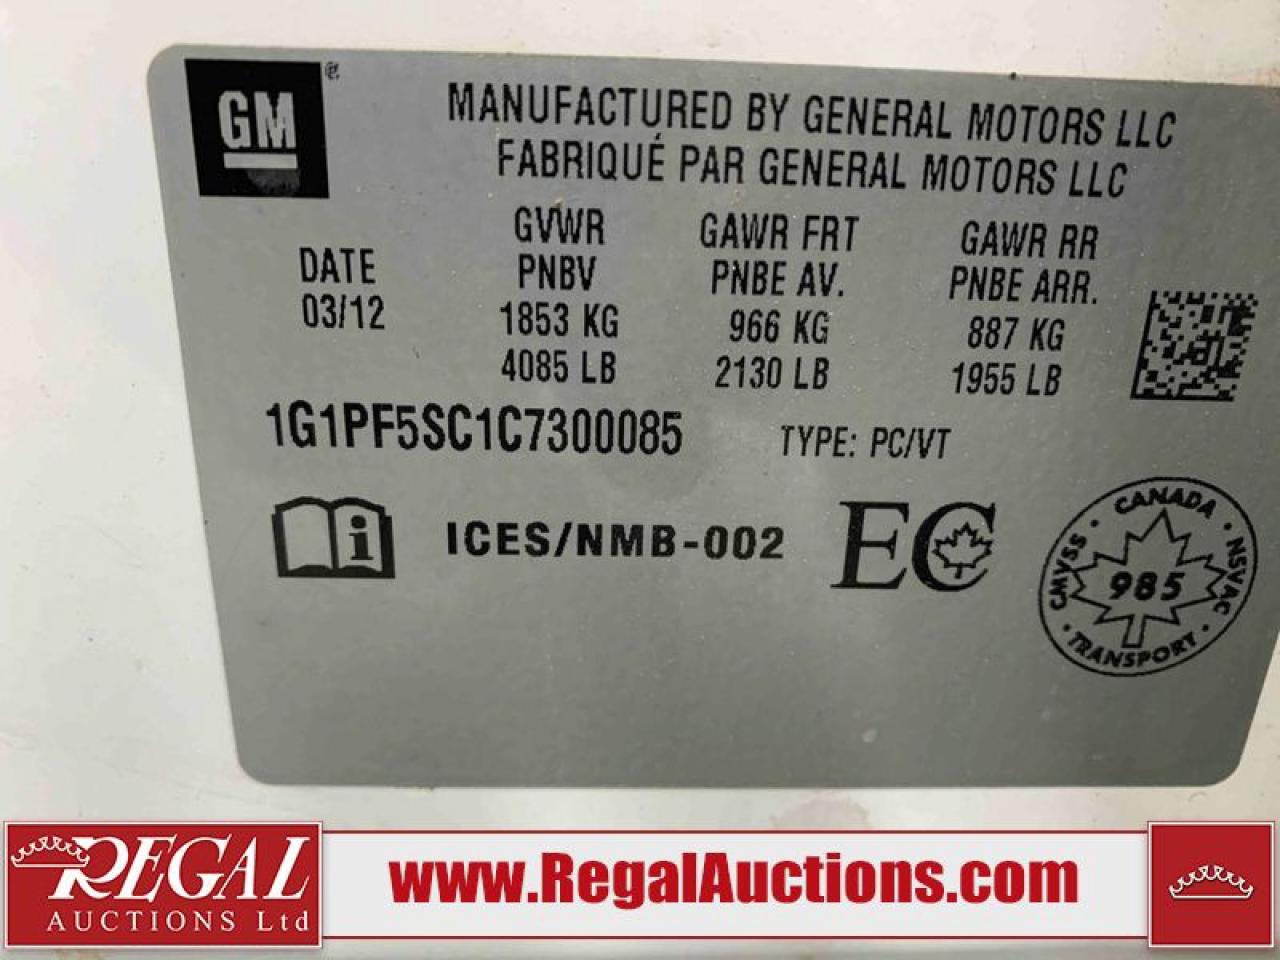 GM
MANUFACTURED BY GENERAL MOTORS LLC
FABRIQUÉ PAR GENERAL MOTORS LLC
DATE
03/12
GVWR
PNBV
1853 KG
4085 LB
GAWR FRT
PNBE AV.
966 KG
2130 LB
GAWR RR
PNBE ARR.
887 KG
1955 LB
1G1PF5SC1C7300085 TYPE: PC/VT
i ICES/NMB-002 EC
CANADA
CMVSS 985 NSVAC
TRANSPORT
REGAL
AUCTIONS Ltd
www.RegalAuctions.com